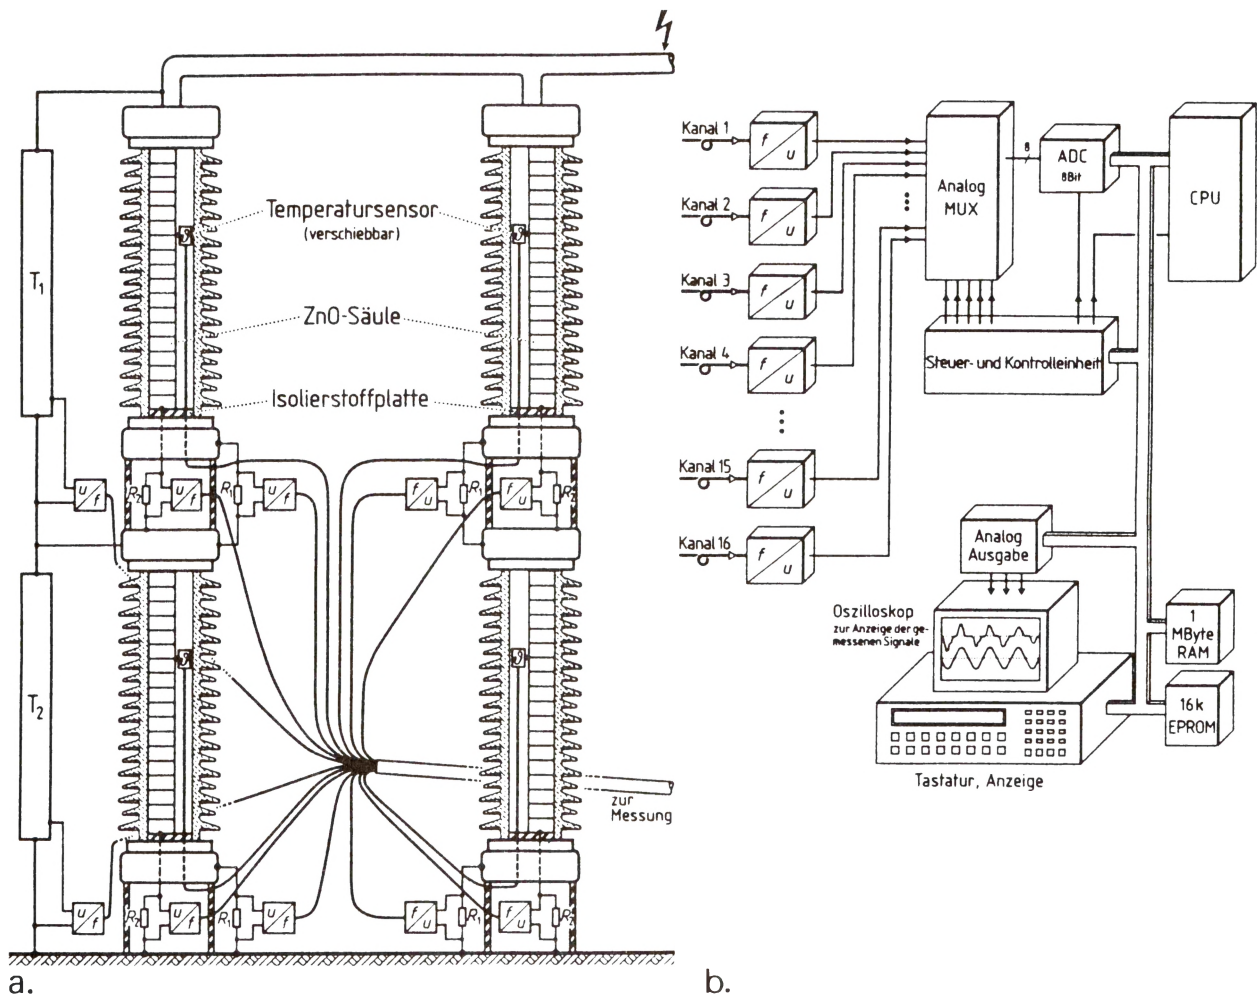 Temperatursensor
(verschiebbar)
ϑ
ϑ
T1
ZnO-Säule
Isolierstoffplatte
u/f
R2
u/f
R1
u/f
f/u
R1
f/u
R2
T2
ϑ
ϑ
zur
Messung
u/f
R2
u/f
R1
u/f
f/u
R1
f/u
R2
a.
Kanal 1
f/u
Kanal 2
f/u
Kanal 3
f/u
Kanal 4
f/u
Kanal 15
f/u
Kanal 16
f/u
Analog
MUX
8
ADC
8Bit
CPU
Steuer- und Kontrolleinheit
Analog
Ausgabe
Oszilloskop
zur Anzeige der ge-
messenen Signale
1
MByte
RAM
16k
EPROM
Tastatur, Anzeige
b.